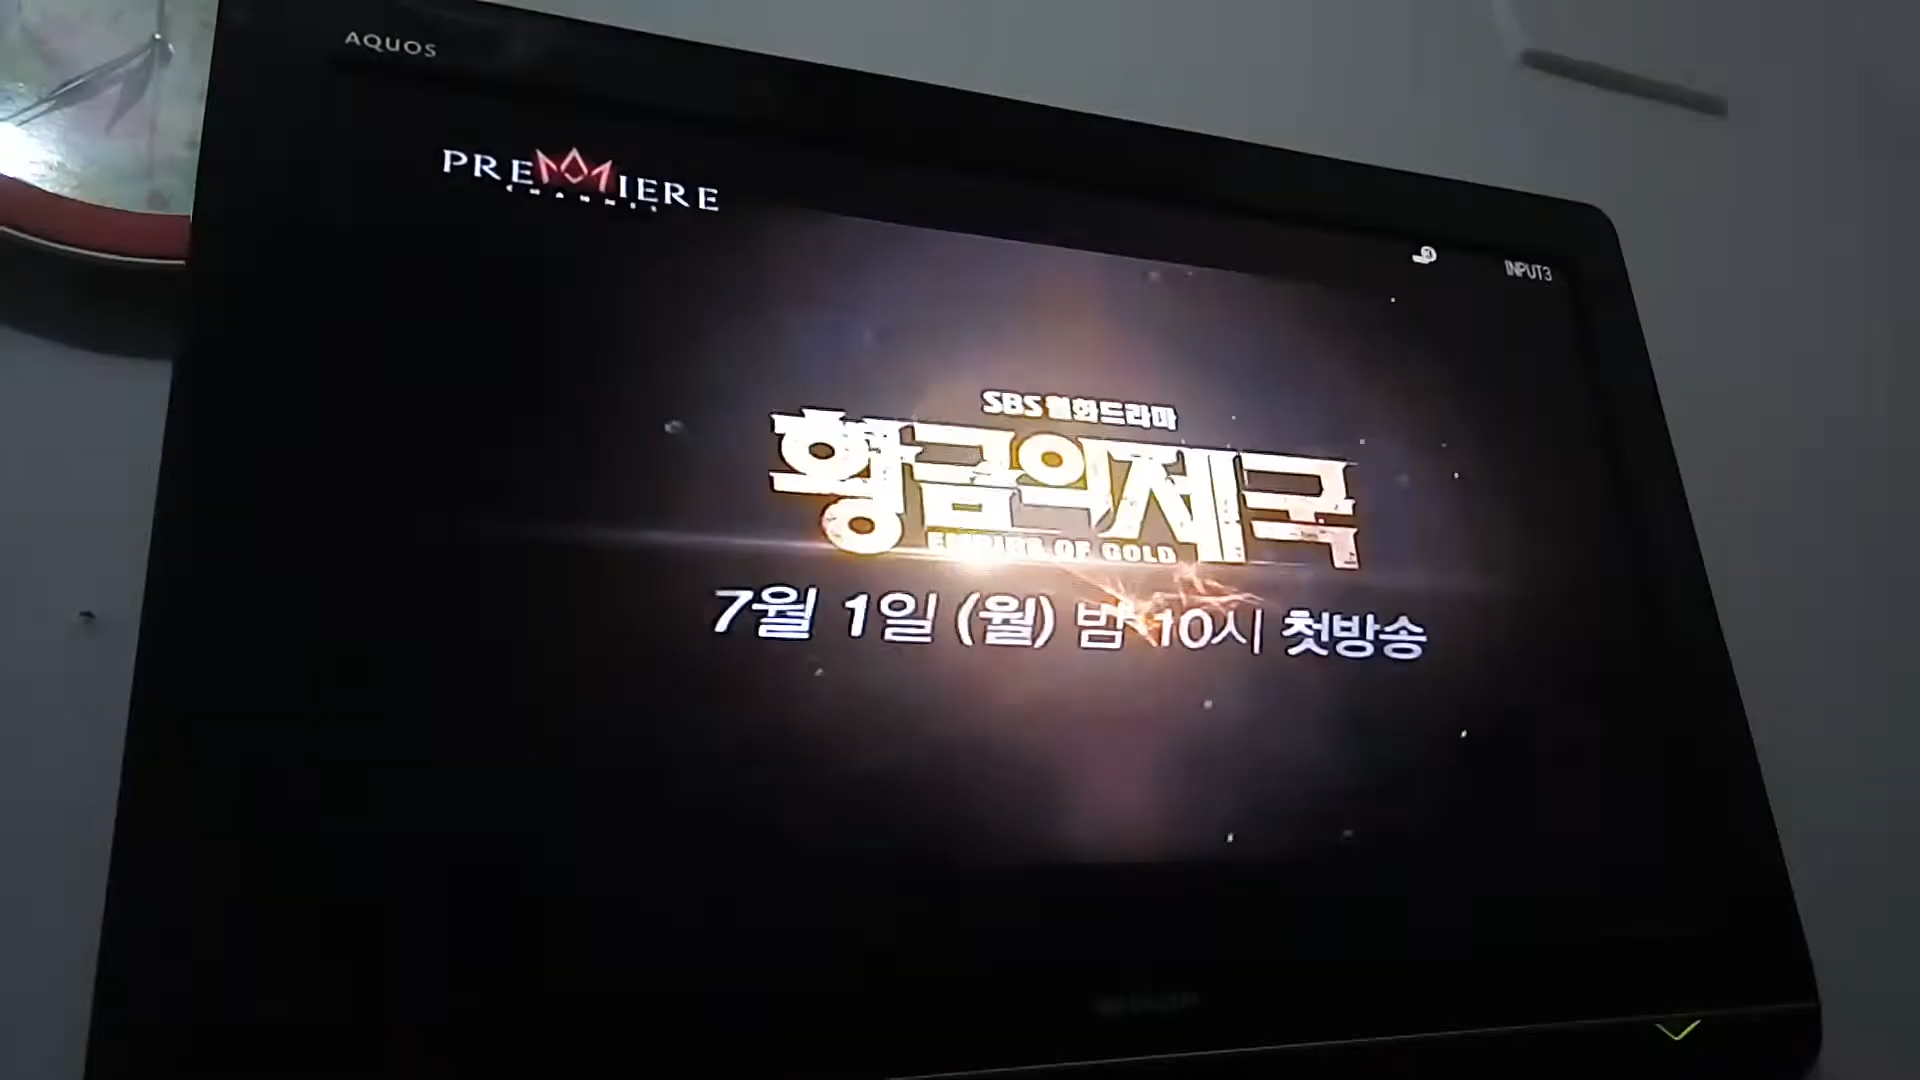 AQUOS
PREMIERE
CHANNEL
INPUT3
SBS 월화드라마
황금의 제국
EMPIRE OF GOLD
7월 1일 (월) 밤 10시 첫방송